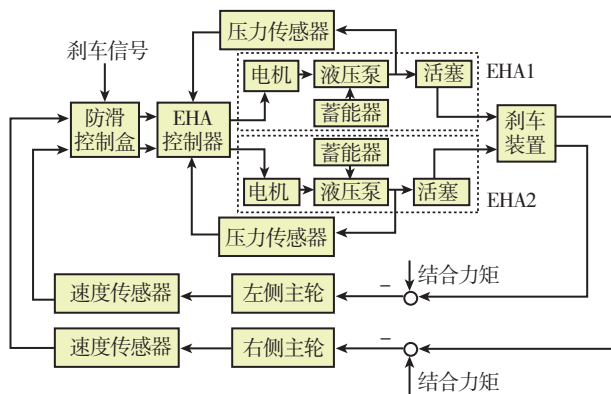 压力传感器
刹车信号
电机
液压泵
活塞
EHA1
蓄能器
防滑
控制盒
EHA
控制器
刹车
装置
蓄能器
电机
液压泵
活塞
EHA2
压力传感器
结合力矩
速度传感器
左侧主轮
−
速度传感器
右侧主轮
−
结合力矩